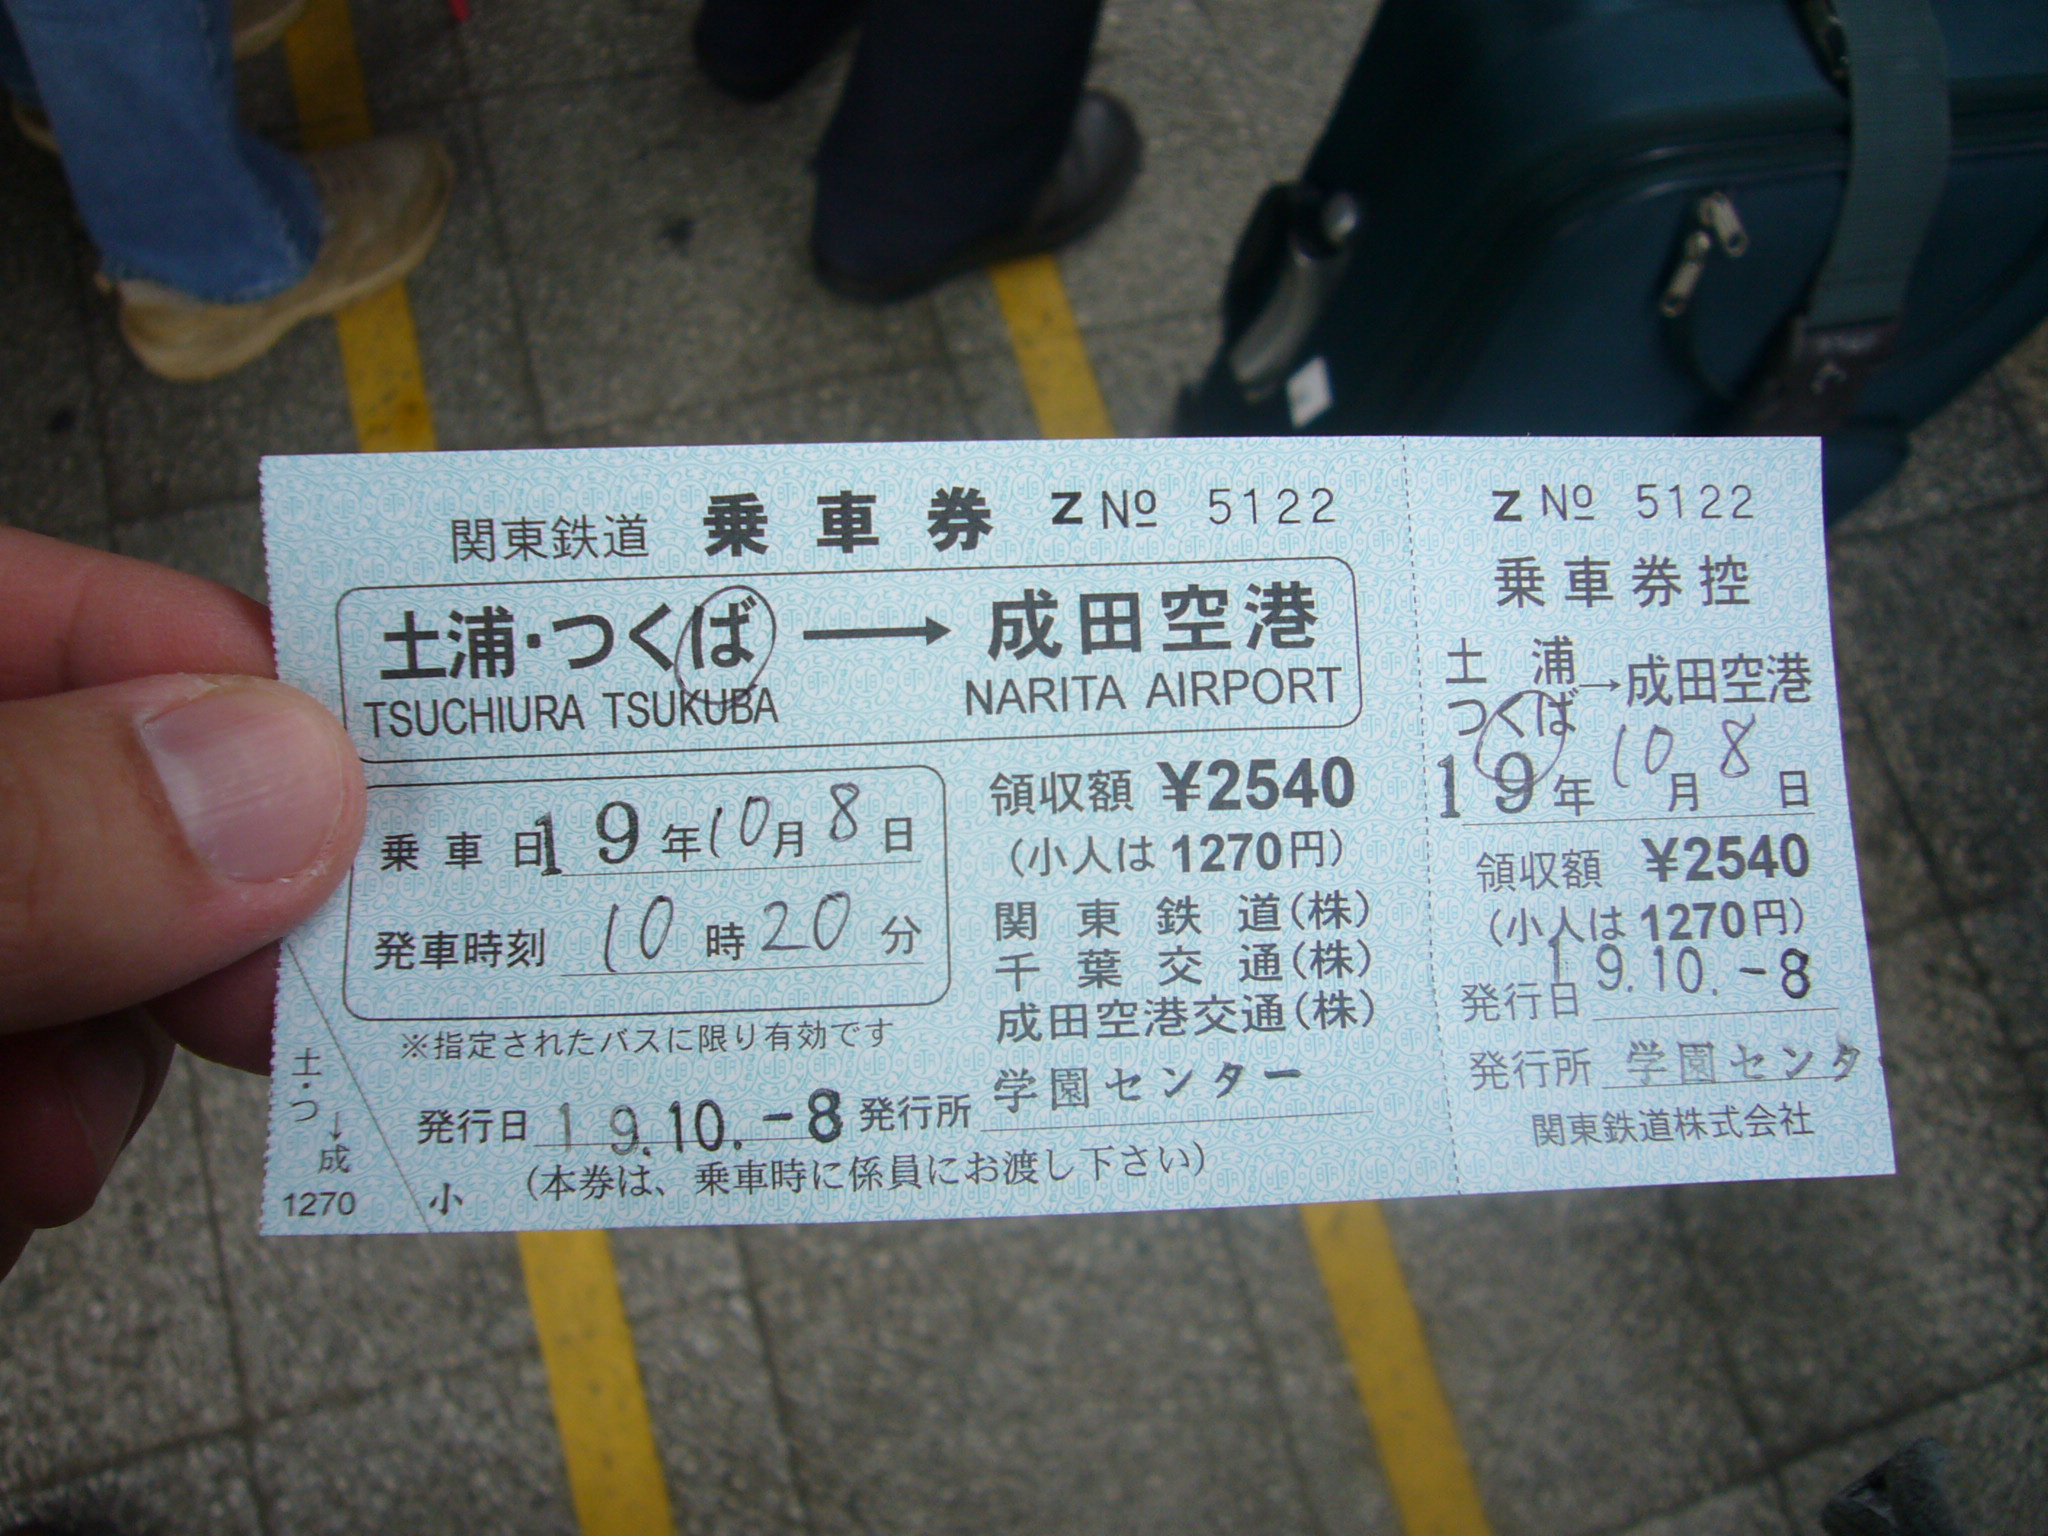 関東鉄道 乗車券 Z No 5122
土浦・つくば → 成田空港
TSUCHIURA TSUKUBA NARITA AIRPORT
乗車日 19年10月8日
発車時刻 10時20分
※指定されたバスに限り有効です
領収額 ¥2540
(小人は 1270円)
関東鉄道(株)
千葉交通(株)
成田空港交通(株)
発行日 19.10.-8 発行所 学園センター
(本券は、乗車時に係員にお渡し下さい)
土・つ
↓
成
1270 小
Z No 5122
乗車券控
土浦
つくば → 成田空港
19年10月8日
領収額 ¥2540
(小人は 1270円)
発行日 19.10.-8
発行所 学園センタ
関東鉄道株式会社